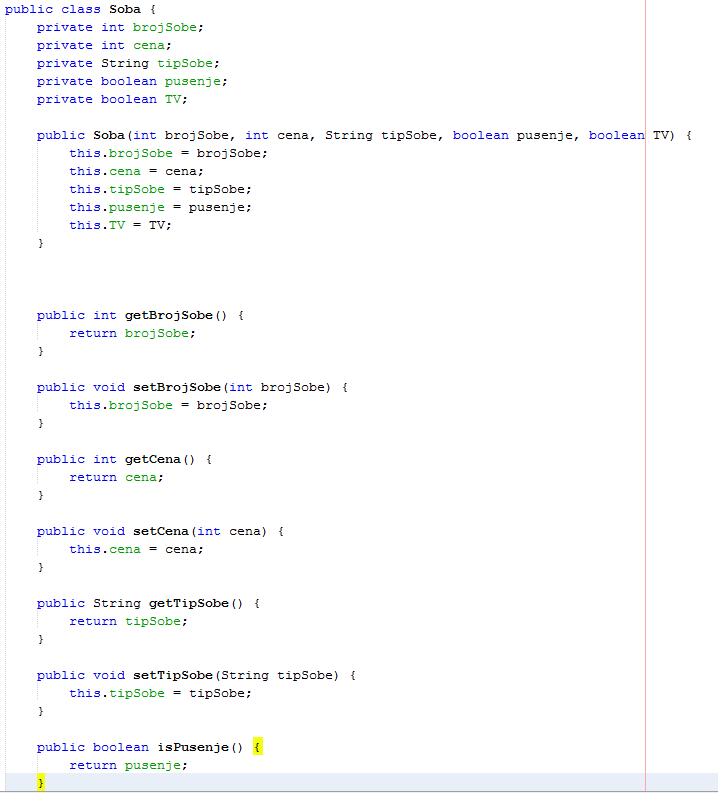 public class Soba {
    private int brojSobe;
    private int cena;
    private String tipSobe;
    private boolean pusenje;
    private boolean TV;

    public Soba(int brojSobe, int cena, String tipSobe, boolean pusenje, boolean TV) {
        this.brojSobe = brojSobe;
        this.cena = cena;
        this.tipSobe = tipSobe;
        this.pusenje = pusenje;
        this.TV = TV;
    }

    public int getBrojSobe() {
        return brojSobe;
    }

    public void setBrojSobe(int brojSobe) {
        this.brojSobe = brojSobe;
    }

    public int getCena() {
        return cena;
    }

    public void setCena(int cena) {
        this.cena = cena;
    }

    public String getTipSobe() {
        return tipSobe;
    }

    public void setTipSobe(String tipSobe) {
        this.tipSobe = tipSobe;
    }

    public boolean isPusenje() {
        return pusenje;
    }